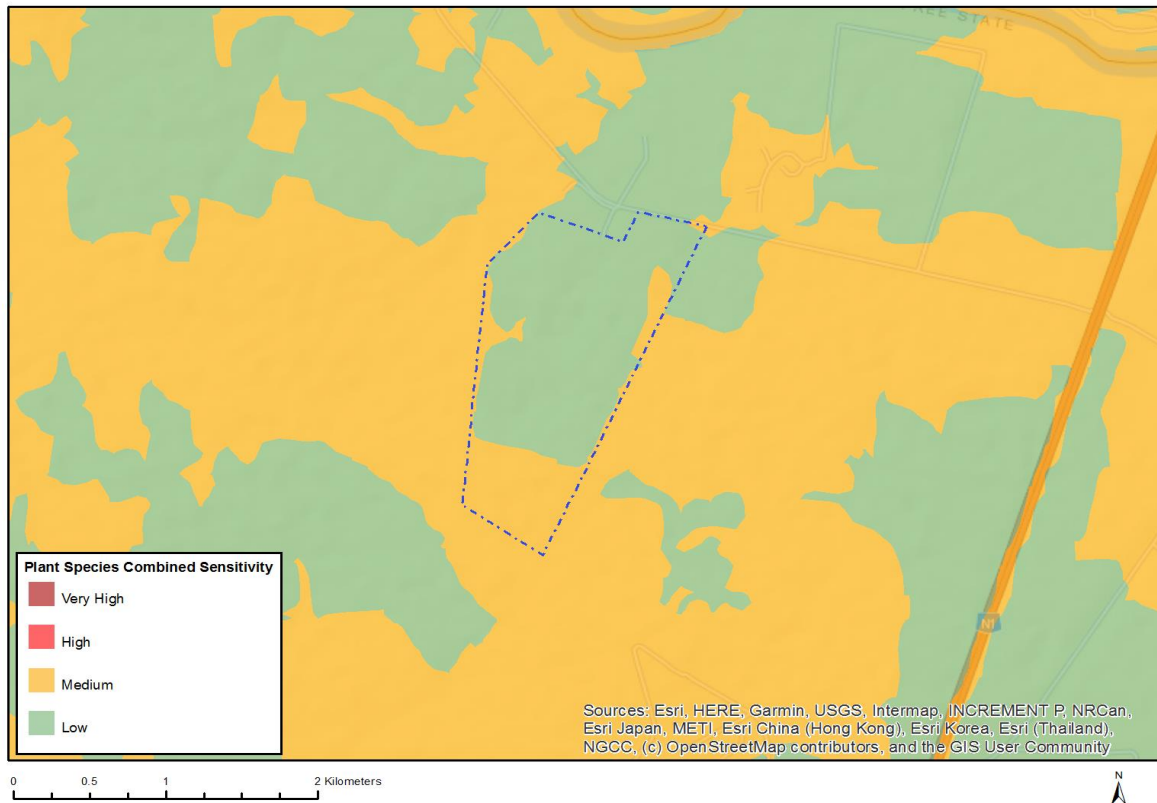 FREE STATE
N1
Plant Species Combined Sensitivity
Very High
High
Medium
Low
Sources: Esri, HERE, Garmin, USGS, Intermap, INCREMENT P, NRCan,
Esri Japan, METI, Esri China (Hong Kong), Esri Korea, Esri (Thailand),
NGCC, (c) OpenStreetMap contributors, and the GIS User Community
0 0.5 1 2 Kilometers
N